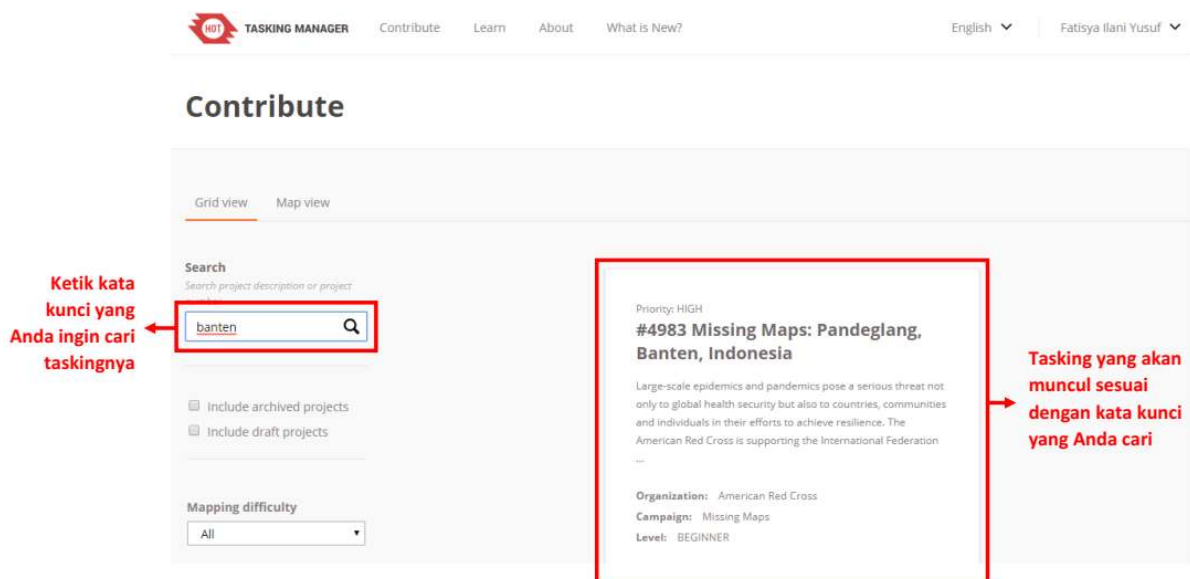 HOT TASKING MANAGER Contribute Learn About What is New? English Fatisya Ilani Yusuf
Contribute
Grid view Map view
Search
Search project description or project
banten
Include archived projects
Include draft projects
Mapping difficulty
All
Ketik kata
kunci yang
Anda ingin cari
taskingnya
Priority: HIGH
#4983 Missing Maps: Pandeglang,
Banten, Indonesia
Large-scale epidemics and pandemics pose a serious threat not
only to global health security but also to countries, communities
and individuals in their efforts to achieve resilience. The
American Red Cross is supporting the International Federation
...
Organization: American Red Cross
Campaign: Missing Maps
Level: BEGINNER
Tasking yang akan
muncul sesuai
dengan kata kunci
yang Anda cari